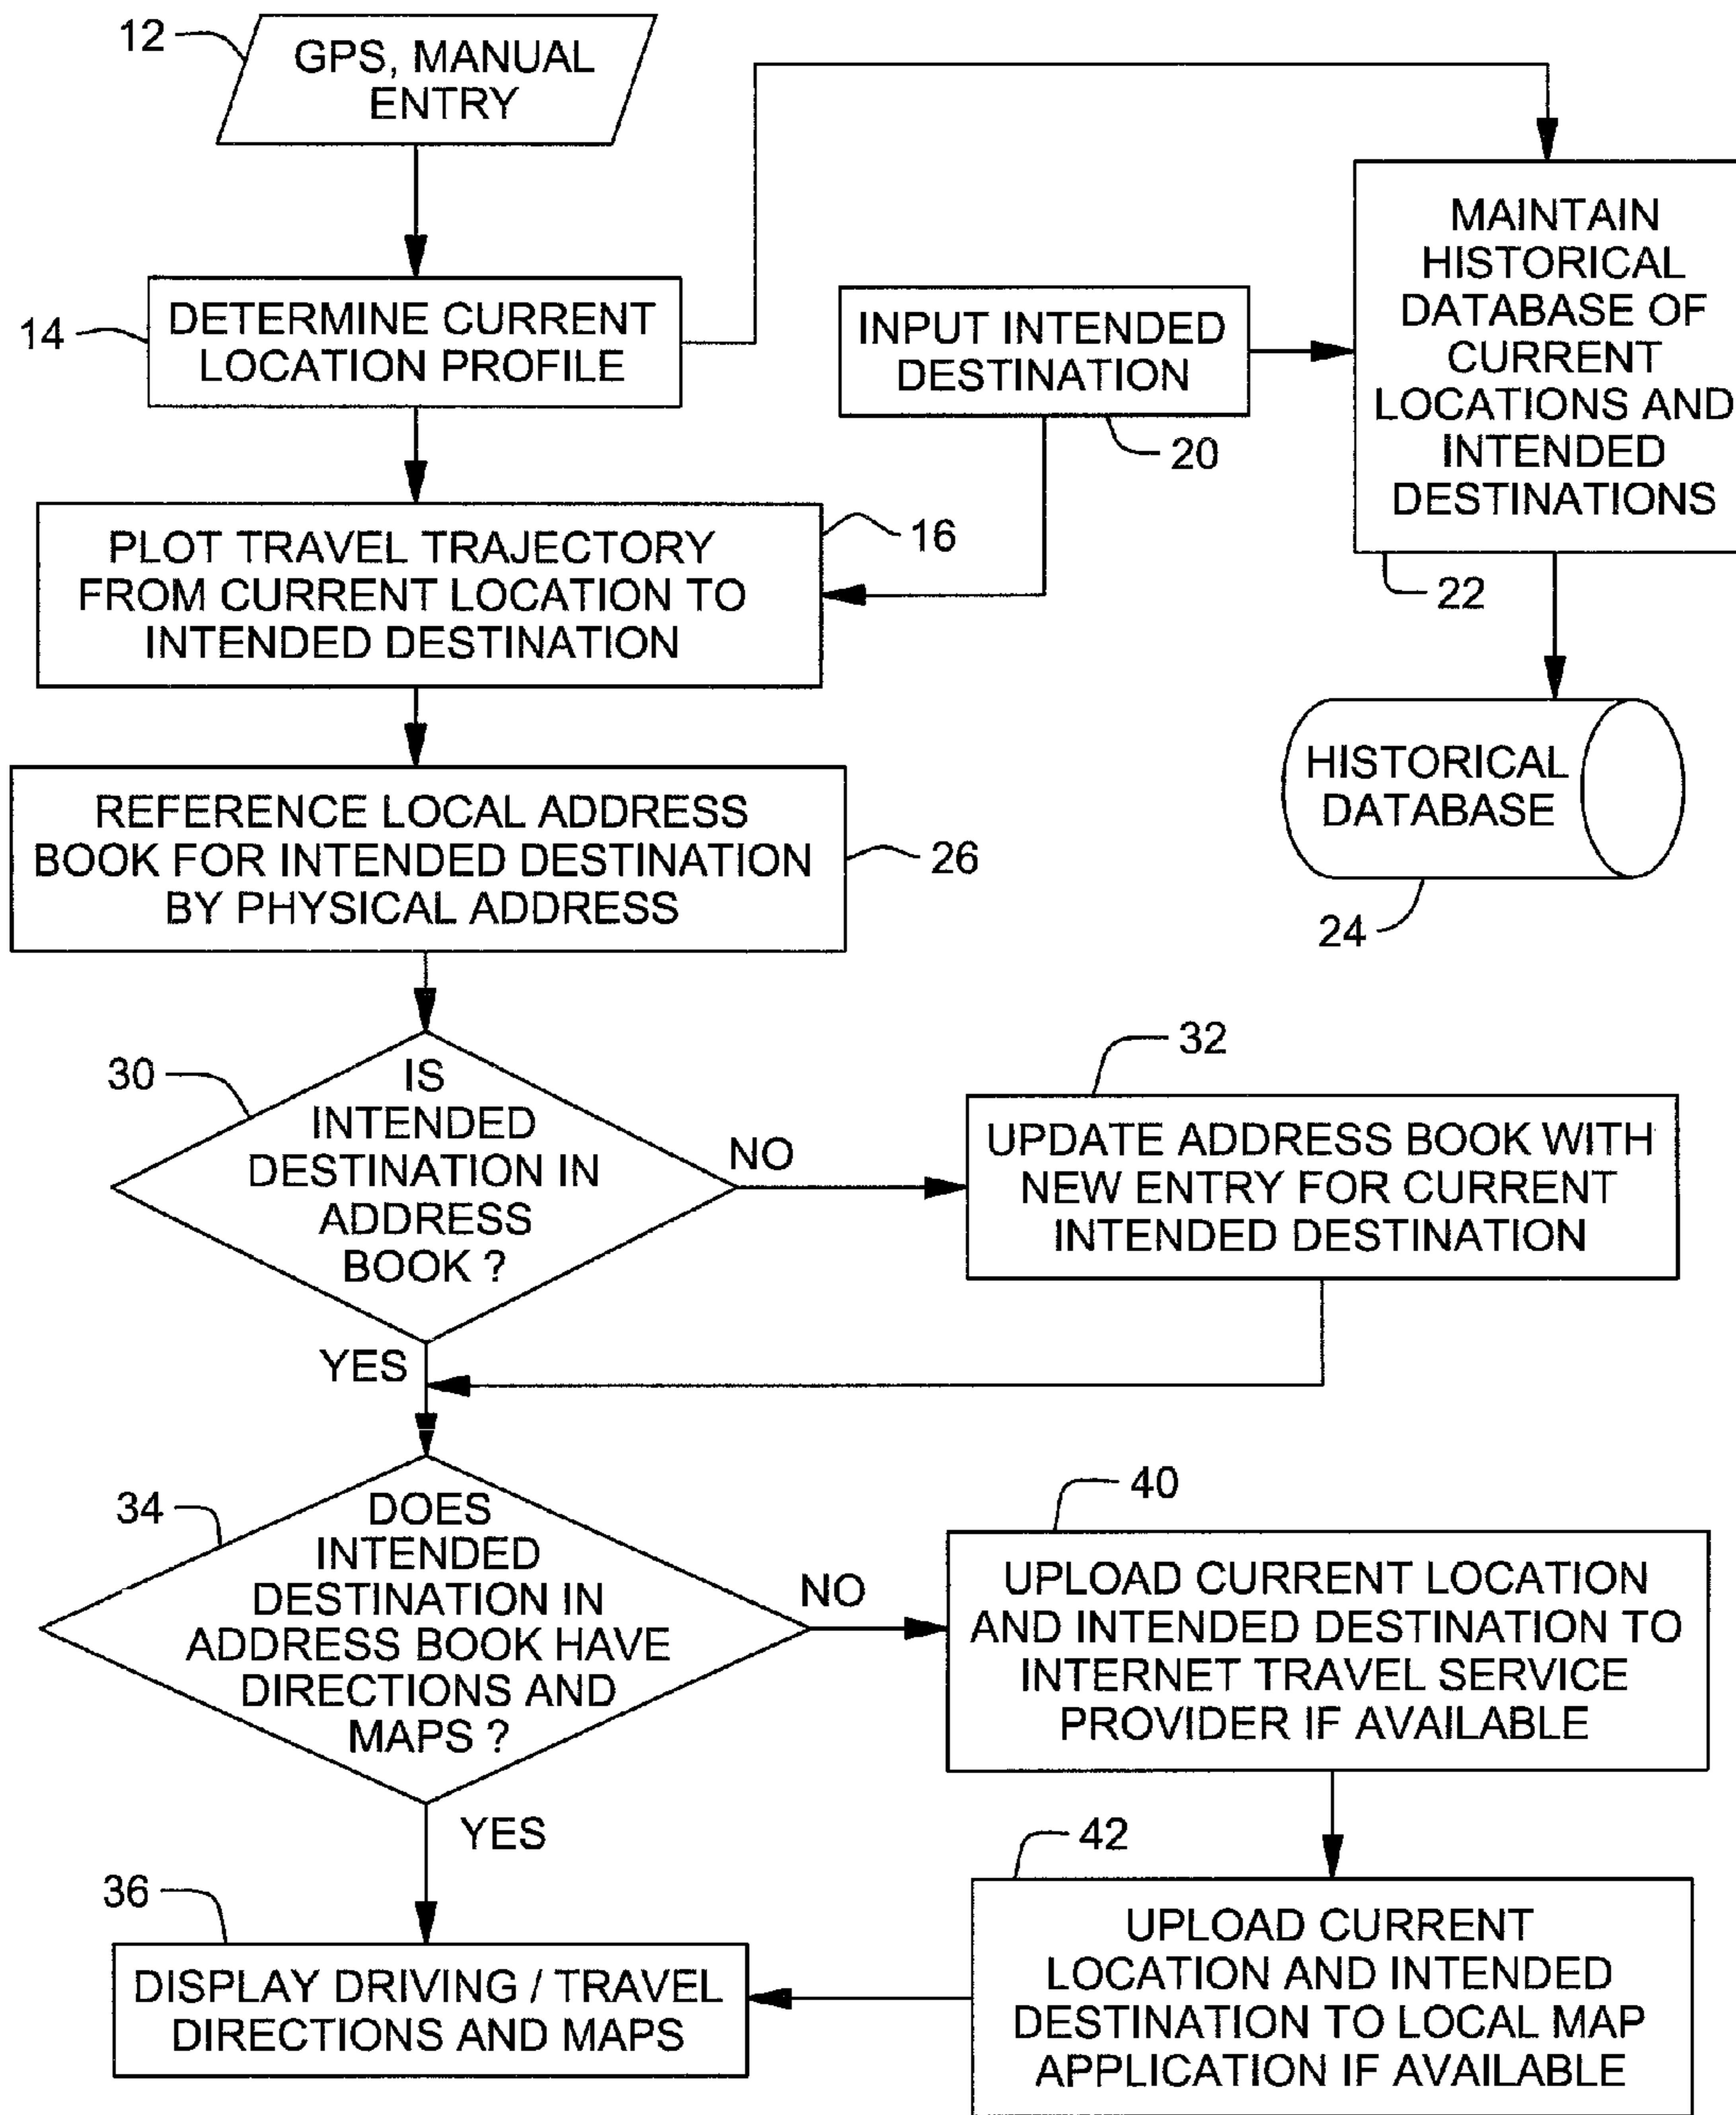 12
GPS, MANUAL
ENTRY
14
DETERMINE CURRENT
LOCATION PROFILE
INPUT INTENDED
DESTINATION
20
MAINTAIN
HISTORICAL
DATABASE OF
CURRENT
LOCATIONS AND
INTENDED
DESTINATIONS
22
16
PLOT TRAVEL TRAJECTORY
FROM CURRENT LOCATION TO
INTENDED DESTINATION
HISTORICAL
DATABASE
24
REFERENCE LOCAL ADDRESS
BOOK FOR INTENDED DESTINATION
BY PHYSICAL ADDRESS
26
30
IS
INTENDED
DESTINATION IN
ADDRESS
BOOK ?
NO
YES
32
UPDATE ADDRESS BOOK WITH
NEW ENTRY FOR CURRENT
INTENDED DESTINATION
34
DOES
INTENDED
DESTINATION IN
ADDRESS BOOK HAVE
DIRECTIONS AND
MAPS ?
NO
YES
40
UPLOAD CURRENT LOCATION
AND INTENDED DESTINATION TO
INTERNET TRAVEL SERVICE
PROVIDER IF AVAILABLE
42
UPLOAD CURRENT
LOCATION AND INTENDED
DESTINATION TO LOCAL MAP
APPLICATION IF AVAILABLE
36
DISPLAY DRIVING / TRAVEL
DIRECTIONS AND MAPS